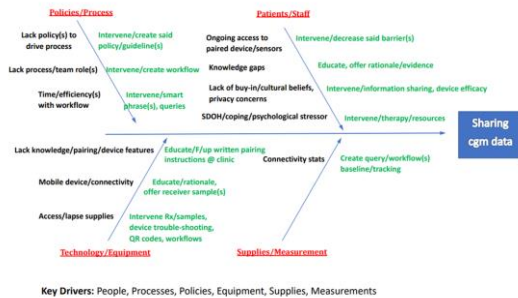 Policies/Process
Patients/Staff
Lack policy(s) to
drive process
Intervene/create said
policy/guideline(s)
Lack process/team role(s)
Intervene/create workflow
Time/efficiency(s)
with workflow
Intervene/smart
phrase(s), queries
Ongoing access to
paired device/sensors
Intervene/decrease said barrier(s)
Knowledge gaps
Educate, offer rationale/evidence
Lack of buy-in/cultural beliefs,
privacy concerns
Intervene/information sharing, device efficacy
SDOH/coping/psychological stressor
Intervene/therapy/resources
Sharing
cgm data
Lack knowledge/pairing/device features
Educate/F/up written pairing
instructions @ clinic
Mobile device/connectivity
Educate/rationale,
offer receiver sample(s)
Access/lapse supplies
Intervene Rx/samples,
device trouble-shooting,
QR codes, workflows
Connectivity stats
Create query/workflow(s)
baseline/tracking
Technology/Equipment
Supplies/Measurement
Key Drivers: People, Processes, Policies, Equipment, Supplies, Measurements